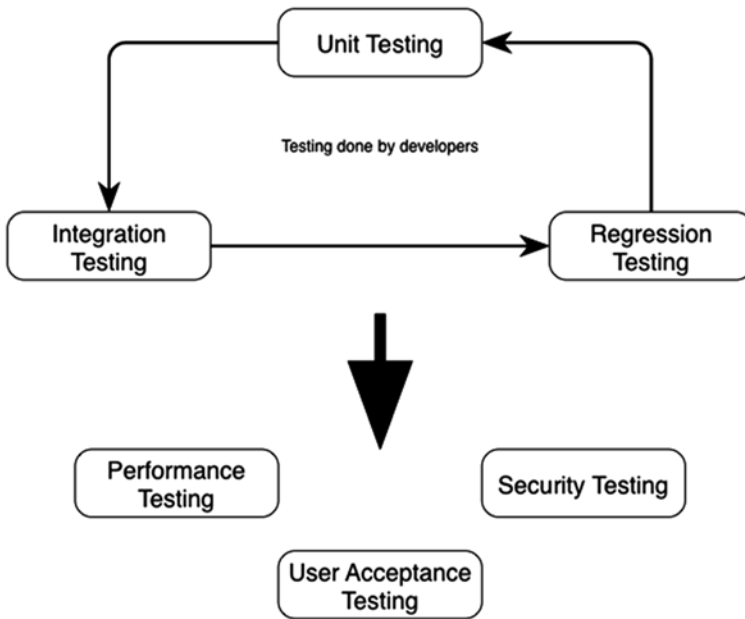 Unit Testing
Testing done by developers
Integration
Testing
Regression
Testing
Performance
Testing
Security Testing
User Acceptance
Testing